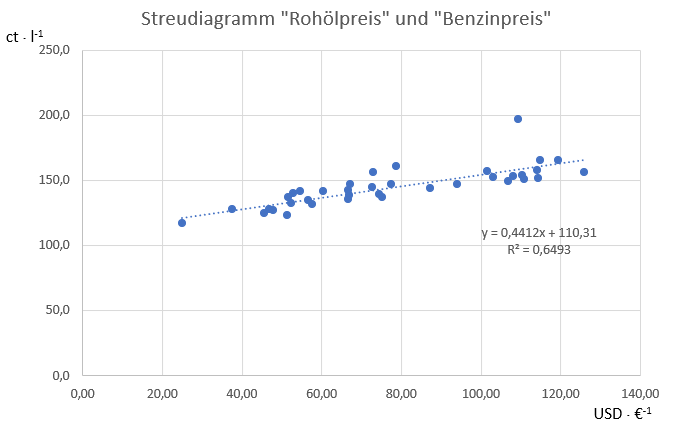 Streudiagramm "Rohölpreis" und "Benzinpreis"
ct · l⁻¹
250,0
200,0
150,0
100,0
50,0
0,0
y = 0,4412x + 110,31
R² = 0,6493
0,00 20,00 40,00 60,00 80,00 100,00 120,00 140,00
USD · €⁻¹